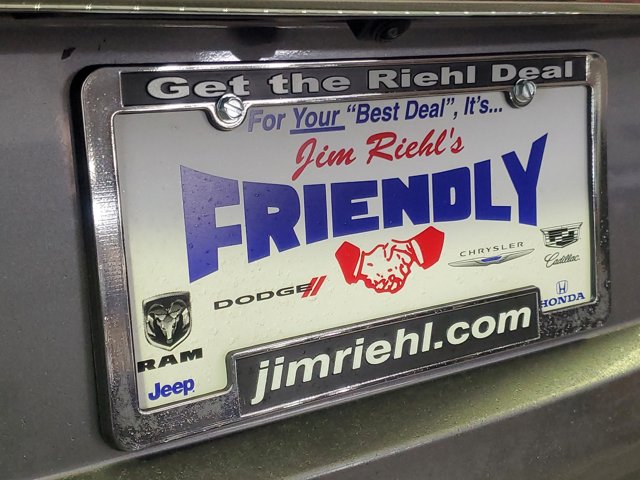 Get the Riehl Deal
For Your "Best Deal", It's...
Jim Riehl's
FRIENDLY
DODGE
CHRYSLER
Cadillac
RAM
HONDA
Jeep
jimriehl.com